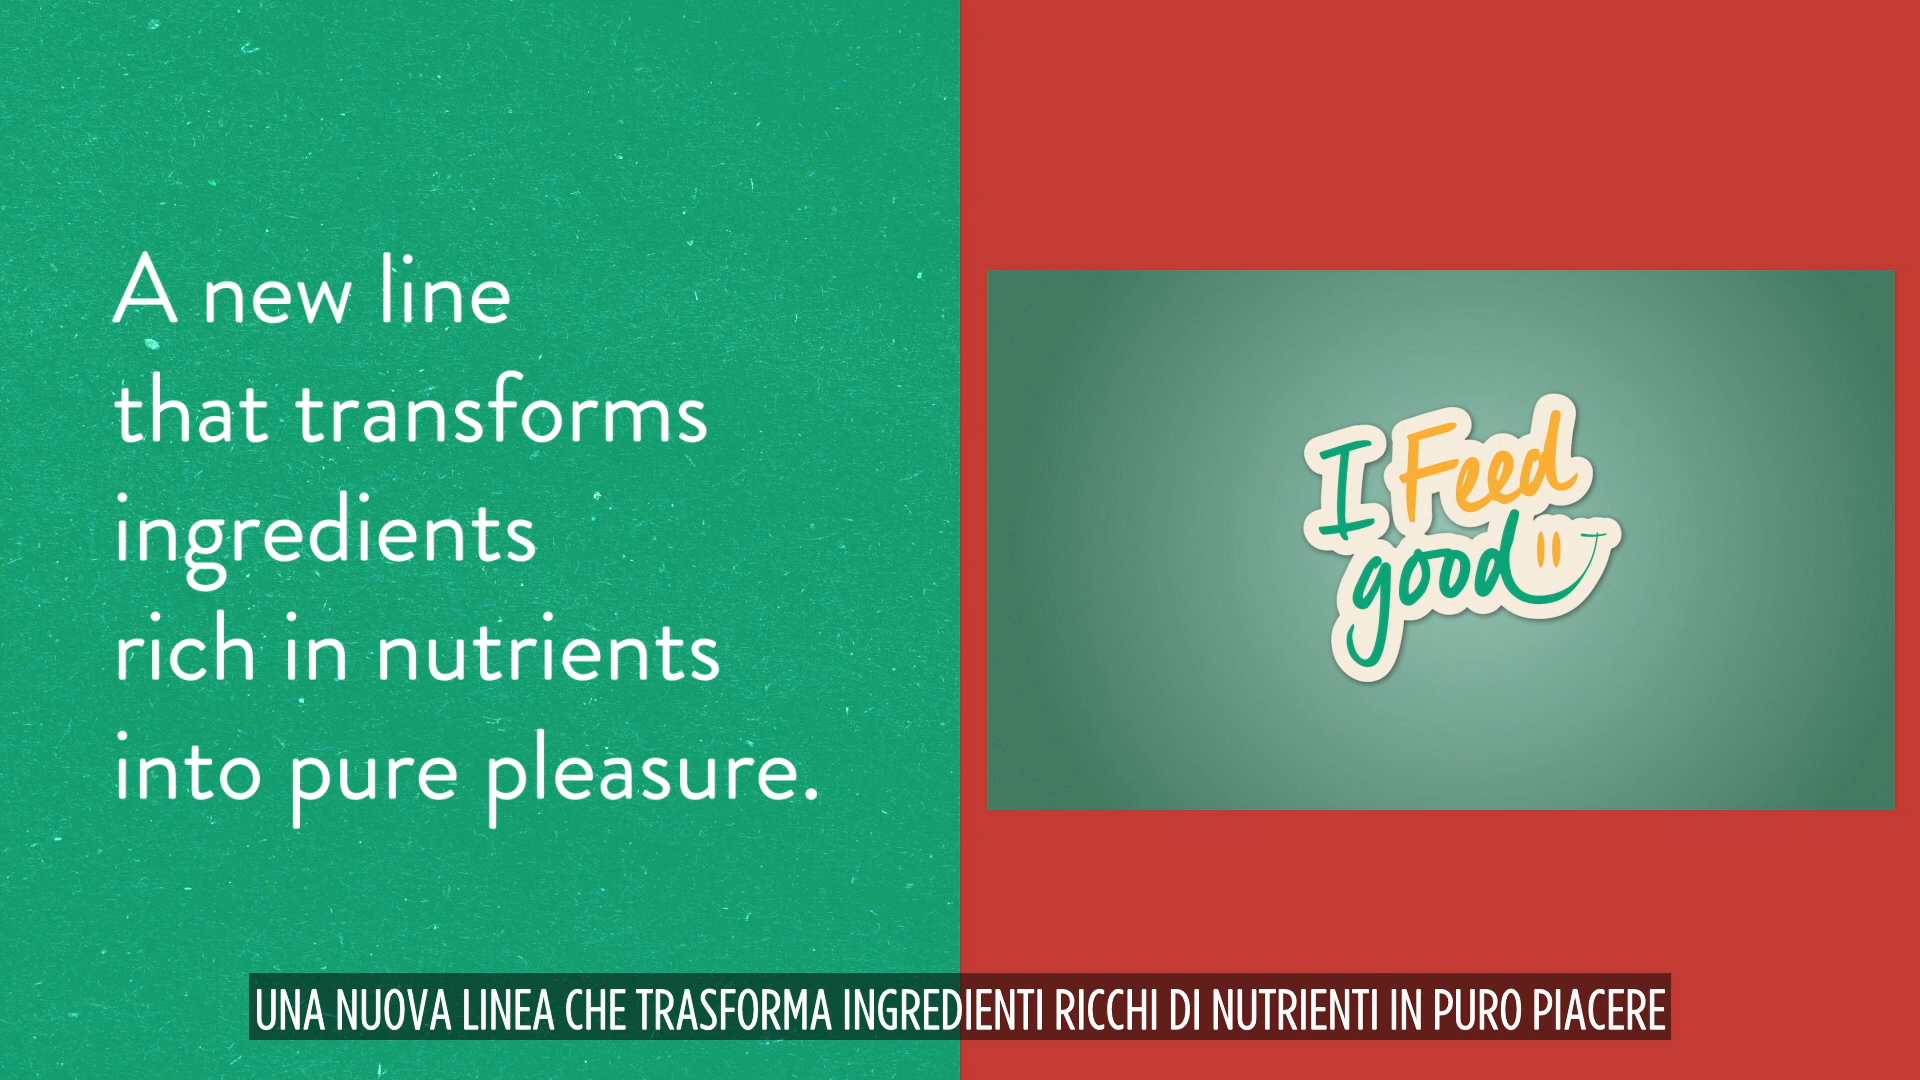 A new line
that transforms
ingredients
rich in nutrients
into pure pleasure.
I Feed
good
UNA NUOVA LINEA CHE TRASFORMA INGREDIENTI RICCHI DI NUTRIENTI IN PURO PIACERE